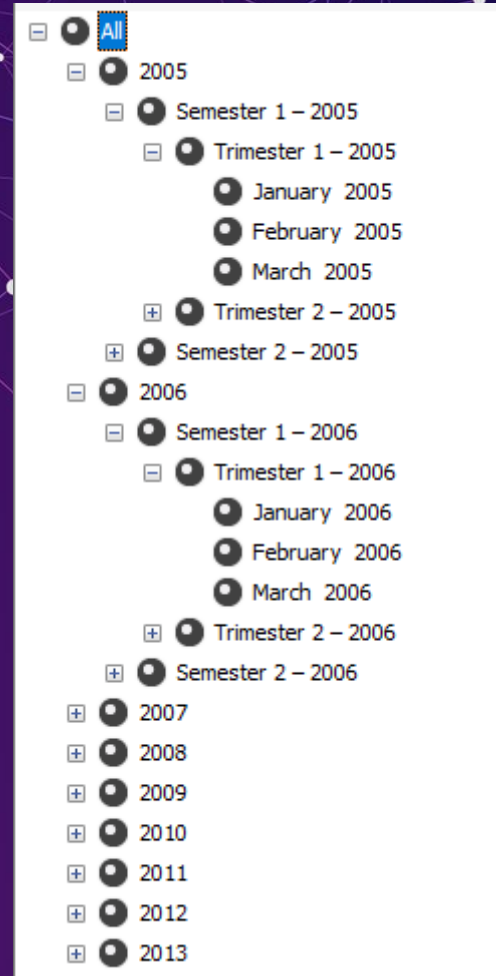 All
2005
Semester 1 – 2005
Trimester 1 – 2005
January 2005
February 2005
March 2005
Trimester 2 – 2005
Semester 2 – 2005
2006
Semester 1 – 2006
Trimester 1 – 2006
January 2006
February 2006
March 2006
Trimester 2 – 2006
Semester 2 – 2006
2007
2008
2009
2010
2011
2012
2013